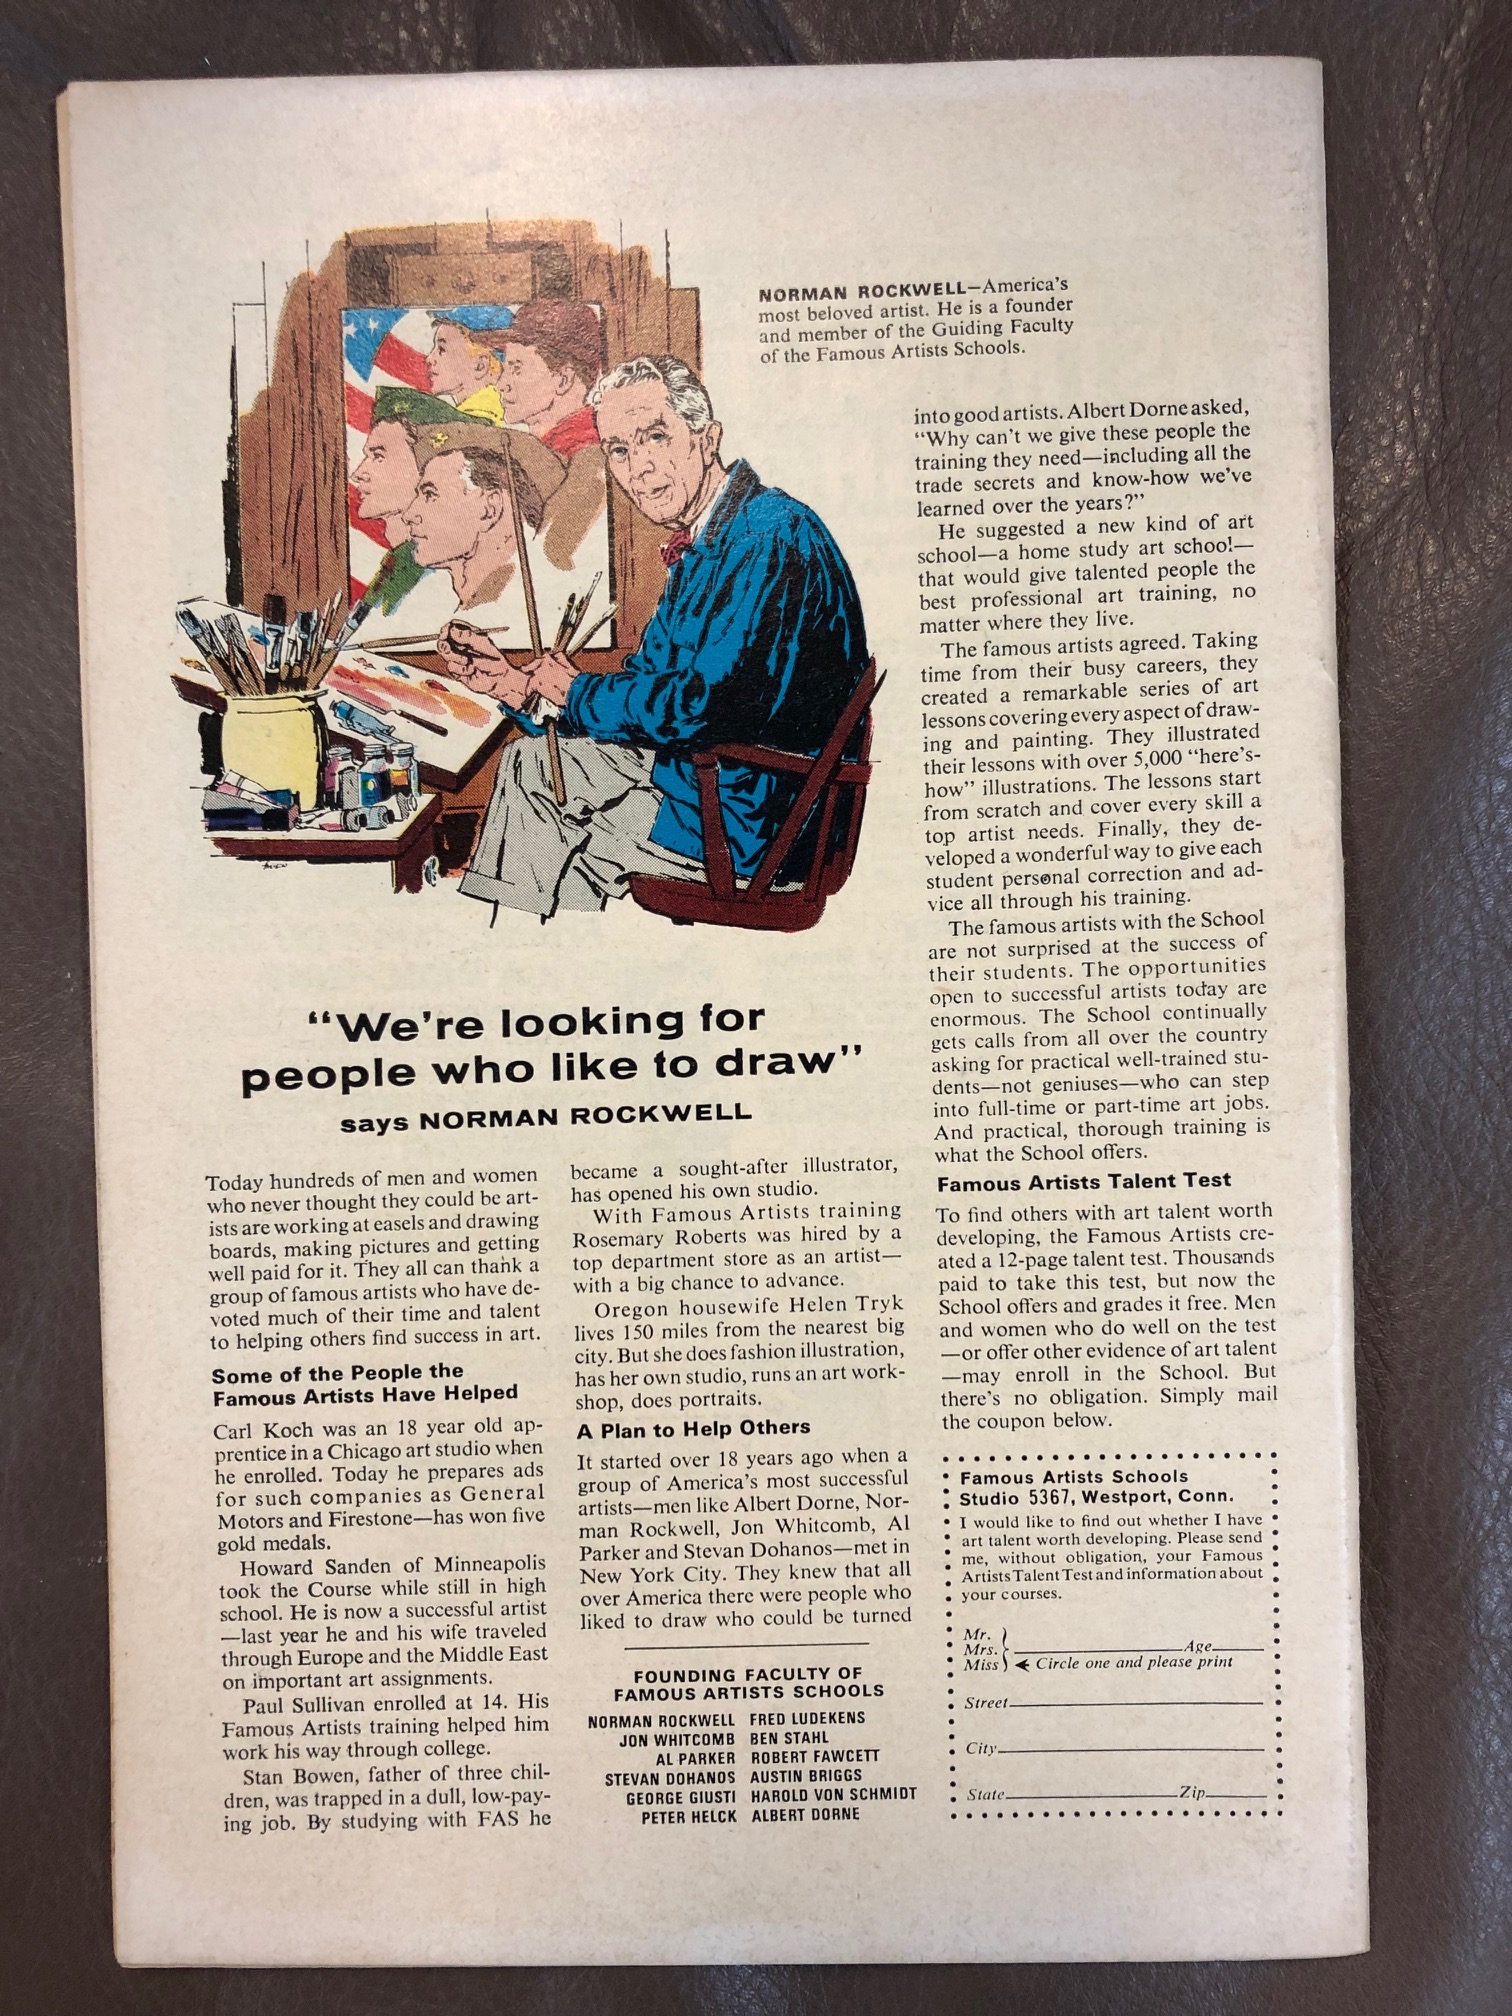 NORMAN ROCKWELL—America's
most beloved artist. He is a founder
and member of the Guiding Faculty
of the Famous Artists Schools.
"We're looking for
people who like to draw"
says NORMAN ROCKWELL
Today hundreds of men and women
who never thought they could be art-
ists are working at easels and drawing
boards, making pictures and getting
well paid for it. They all can thank a
group of famous artists who have de-
voted much of their time and talent
to helping others find success in art.
Some of the People the
Famous Artists Have Helped
Carl Koch was an 18 year old ap-
prentice in a Chicago art studio when
he enrolled. Today he prepares ads
for such companies as General
Motors and Firestone—has won five
gold medals.
Howard Sanden of Minneapolis
took the Course while still in high
school. He is now a successful artist
—last year he and his wife traveled
through Europe and the Middle East
on important art assignments.
Paul Sullivan enrolled at 14. His
Famous Artists training helped him
work his way through college.
Stan Bowen, father of three chil-
dren, was trapped in a dull, low-pay-
ing job. By studying with FAS he
became a sought-after illustrator,
has opened his own studio.
With Famous Artists training
Rosemary Roberts was hired by a
top department store as an artist—
with a big chance to advance.
Oregon housewife Helen Tryk
lives 150 miles from the nearest big
city. But she does fashion illustration,
has her own studio, runs an art work-
shop, does portraits.
A Plan to Help Others
It started over 18 years ago when a
group of America's most successful
artists—men like Albert Dorne, Nor-
man Rockwell, Jon Whitcomb, Al
Parker and Stevan Dohanos—met in
New York City. They knew that all
over America there were people who
liked to draw who could be turned
into good artists. Albert Dorne asked,
"Why can't we give these people the
training they need—including all the
trade secrets and know-how we've
learned over the years?"
He suggested a new kind of art
school—a home study art school—
that would give talented people the
best professional art training, no
matter where they live.
The famous artists agreed. Taking
time from their busy careers, they
created a remarkable series of art
lessons covering every aspect of draw-
ing and painting. They illustrated
their lessons with over 5,000 "here's-
how" illustrations. The lessons start
from scratch and cover every skill a
top artist needs. Finally, they de-
veloped a wonderful way to give each
student personal correction and ad-
vice all through his training.
The famous artists with the School
are not surprised at the success of
their students. The opportunities
open to successful artists today are
enormous. The School continually
gets calls from all over the country
asking for practical well-trained stu-
dents—not geniuses—who can step
into full-time or part-time art jobs.
And practical, thorough training is
what the School offers.
Famous Artists Talent Test
To find others with art talent worth
developing, the Famous Artists cre-
ated a 12-page talent test. Thousands
paid to take this test, but now the
School offers and grades it free. Men
and women who do well on the test
—or offer other evidence of art talent
—may enroll in the School. But
there's no obligation. Simply mail
the coupon below.
FOUNDING FACULTY OF
FAMOUS ARTISTS SCHOOLS
NORMAN ROCKWELL FRED LUDEKENS
JON WHITCOMB BEN STAHL
AL PARKER ROBERT FAWCETT
STEVAN DOHANOS AUSTIN BRIGGS
GEORGE GIUSTI HAROLD VON SCHMIDT
PETER HELCK ALBERT DORNE
Famous Artists Schools
Studio 5367, Westport, Conn.
I would like to find out whether I have
art talent worth developing. Please send
me, without obligation, your Famous
Artists Talent Test and information about
your courses.
Mr.
Mrs. Age
Miss Circle one and please print
Street
City
State Zip